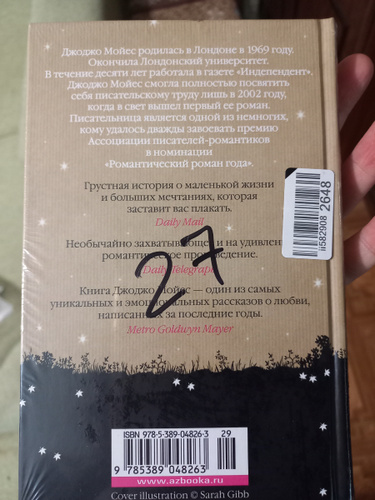 Джоджо Мойес родилась в Лондоне в 1969 году.
Окончила Лондонский университет.
В течение десяти лет работала в газете «Индепендент».
Джоджо Мойес смогла полностью посвятить
себя писательскому труду лишь в 2002 году,
когда в свет вышел первый ее роман.
Писательница является одной из немногих,
кому удалось дважды завоевать премию
Ассоциации писателей-романтиков
в номинации
«Романтический роман года».
Грустная история о маленькой жизни
и больших мечтаниях, которая
заставит вас плакать.
Daily Mail
Необычайно захватывающее и на удивление
романтическое произведение.
Daily Telegraph
Книга Джоджо Мойес — один из самых
уникальных и эмоциональных рассказов о любви,
написанных за последние годы.
Metro Goldwyn Mayer
27
ii582908 2648
ISBN 978-5-389-04826-3
29
9 785389 048263
www.azbooka.ru
Cover illustration © Sarah Gibb